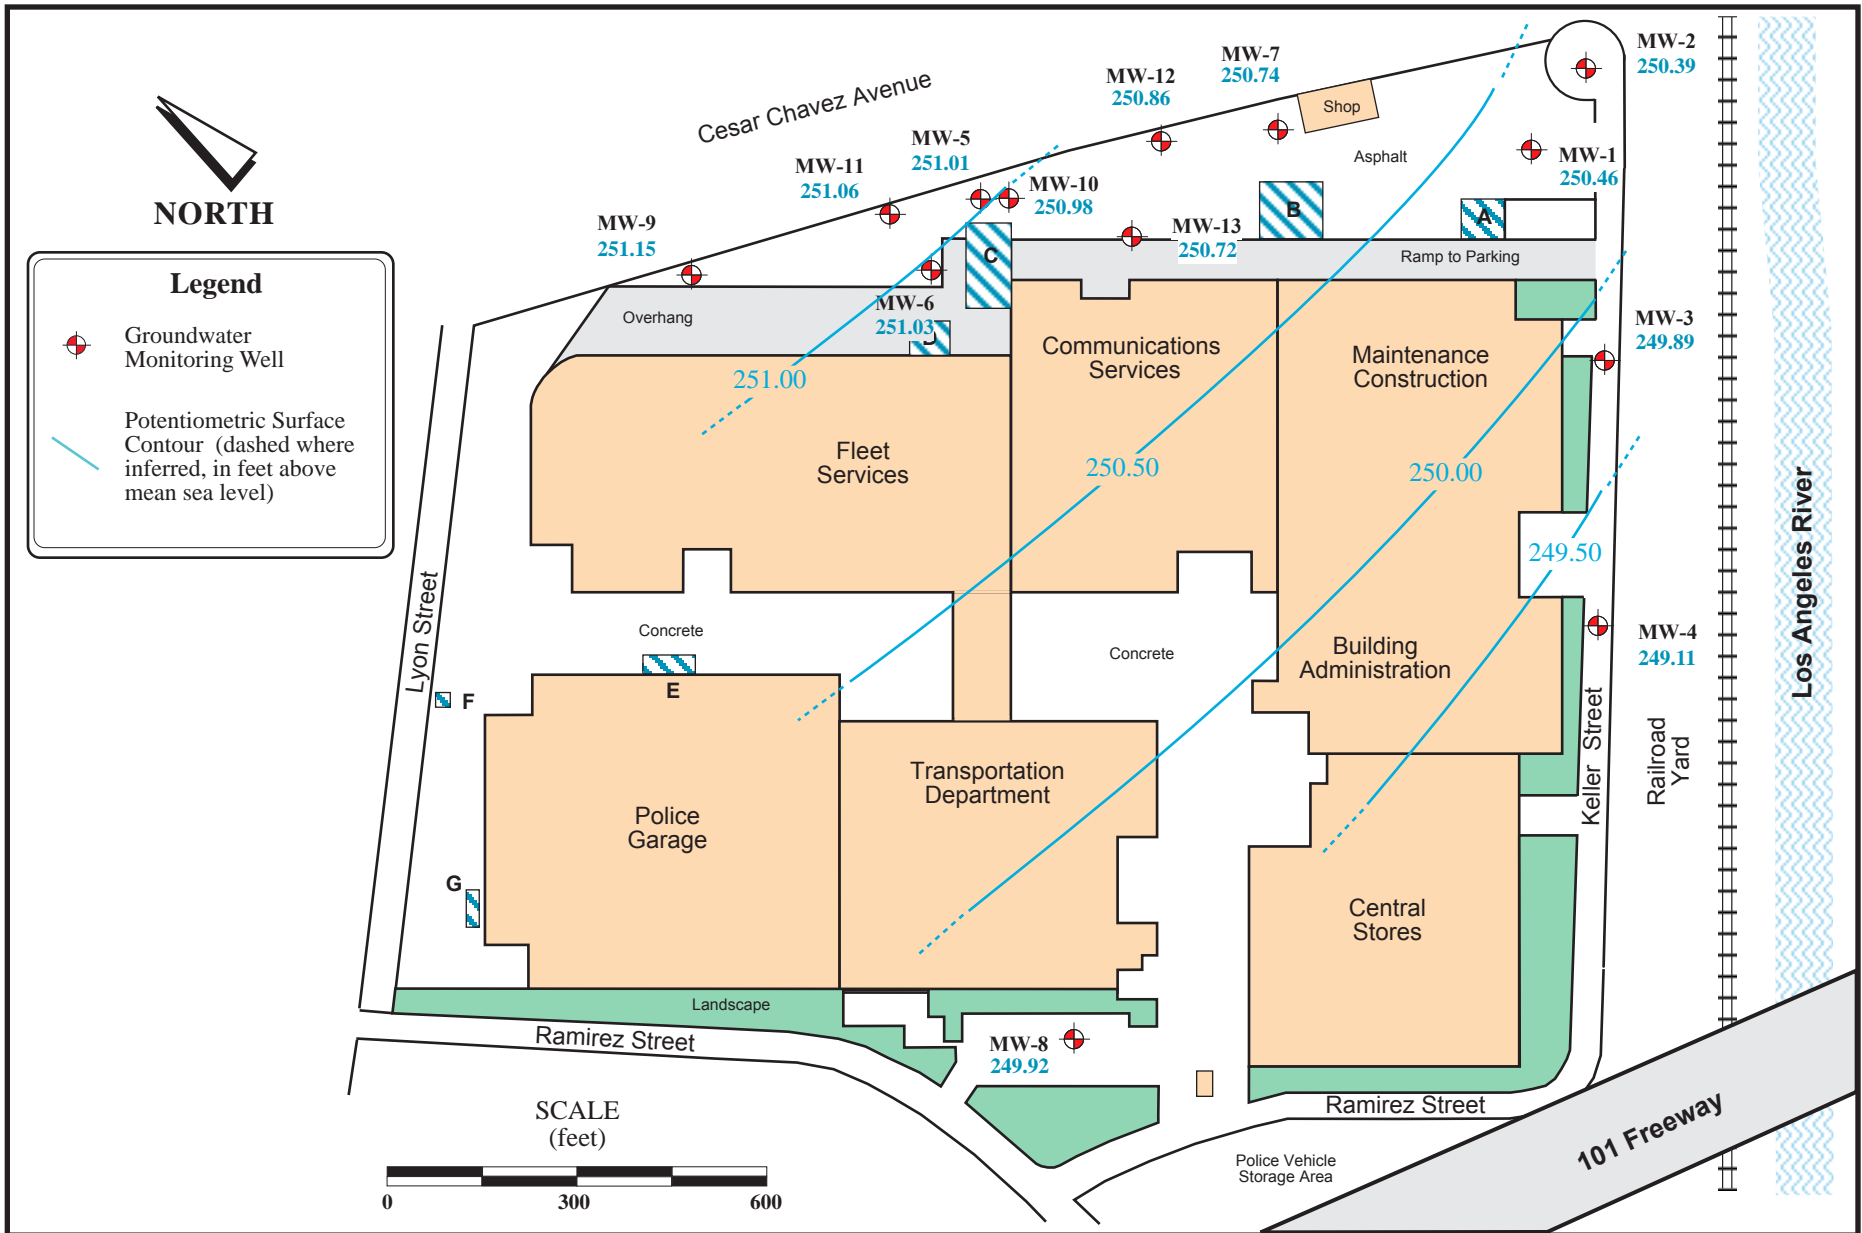 Cesar Chavez Avenue
MW-7
250.74
MW-2
250.39
MW-12
250.86
Shop
MW-5
251.01
Asphalt
MW-1
250.46
MW-11
251.06
MW-10
250.98
B
A
NORTH
MW-9
251.15
MW-13
250.72
C
Ramp to Parking
Legend
Groundwater
Monitoring Well
Potentiometric Surface
Contour (dashed where
inferred, in feet above
mean sea level)
Overhang
MW-6
251.03
D
MW-3
249.89
Communications
Services
Maintenance
Construction
251.00
Fleet
Services
250.50
250.00
249.50
Los Angeles River
Lyon Street
Concrete
Concrete
E
F
Building
Administration
MW-4
249.11
Keller Street
Railroad
Yard
Transportation
Department
Police
Garage
G
Central
Stores
Landscape
Ramirez Street
MW-8
249.92
SCALE
(feet)
0
300
600
Ramirez Street
101 Freeway
Police Vehicle
Storage Area